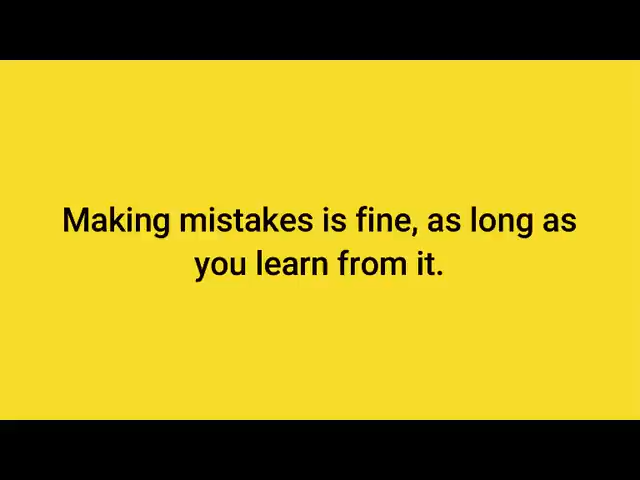 Making mistakes is fine, as long as
you learn from it.